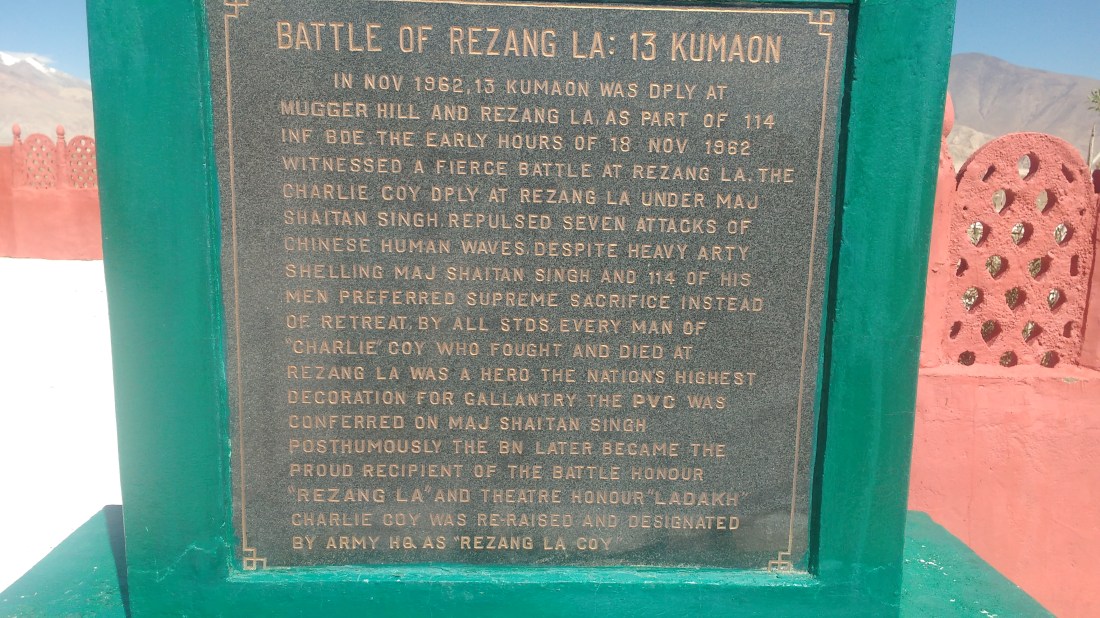 BATTLE OF REZANG LA: 13 KUMAON
IN NOV 1962, 13 KUMAON WAS DPLY AT
MUGGER HILL AND REZANG LA, AS PART OF 114
INF BDE. THE EARLY HOURS OF 18 NOV 1962
WITNESSED A FIERCE BATTLE AT REZANG LA. THE
CHARLIE COY DPLY AT REZANG LA UNDER MAJ
SHAITAN SINGH, REPULSED SEVEN ATTACKS OF
CHINESE HUMAN WAVES. DESPITE HEAVY ARTY
SHELLING MAJ SHAITAN SINGH AND 114 OF HIS
MEN PREFERRED SUPREME SACRIFICE INSTEAD
OF RETREAT. BY ALL STDS, EVERY MAN OF
"CHARLIE" COY WHO FOUGHT AND DIED AT
REZANG LA WAS A HERO THE NATION'S HIGHEST
DECORATION FOR GALLANTRY THE PVC WAS
CONFERRED ON MAJ SHAITAN SINGH
POSTHUMOUSLY THE BN LATER BECAME THE
PROUD RECIPIENT OF THE BATTLE HONOUR
"REZANG LA" AND THEATRE HONOUR "LADAKH"
CHARLIE COY WAS RE-RAISED AND DESIGNATED
BY ARMY HQ. AS "REZANG LA COY"